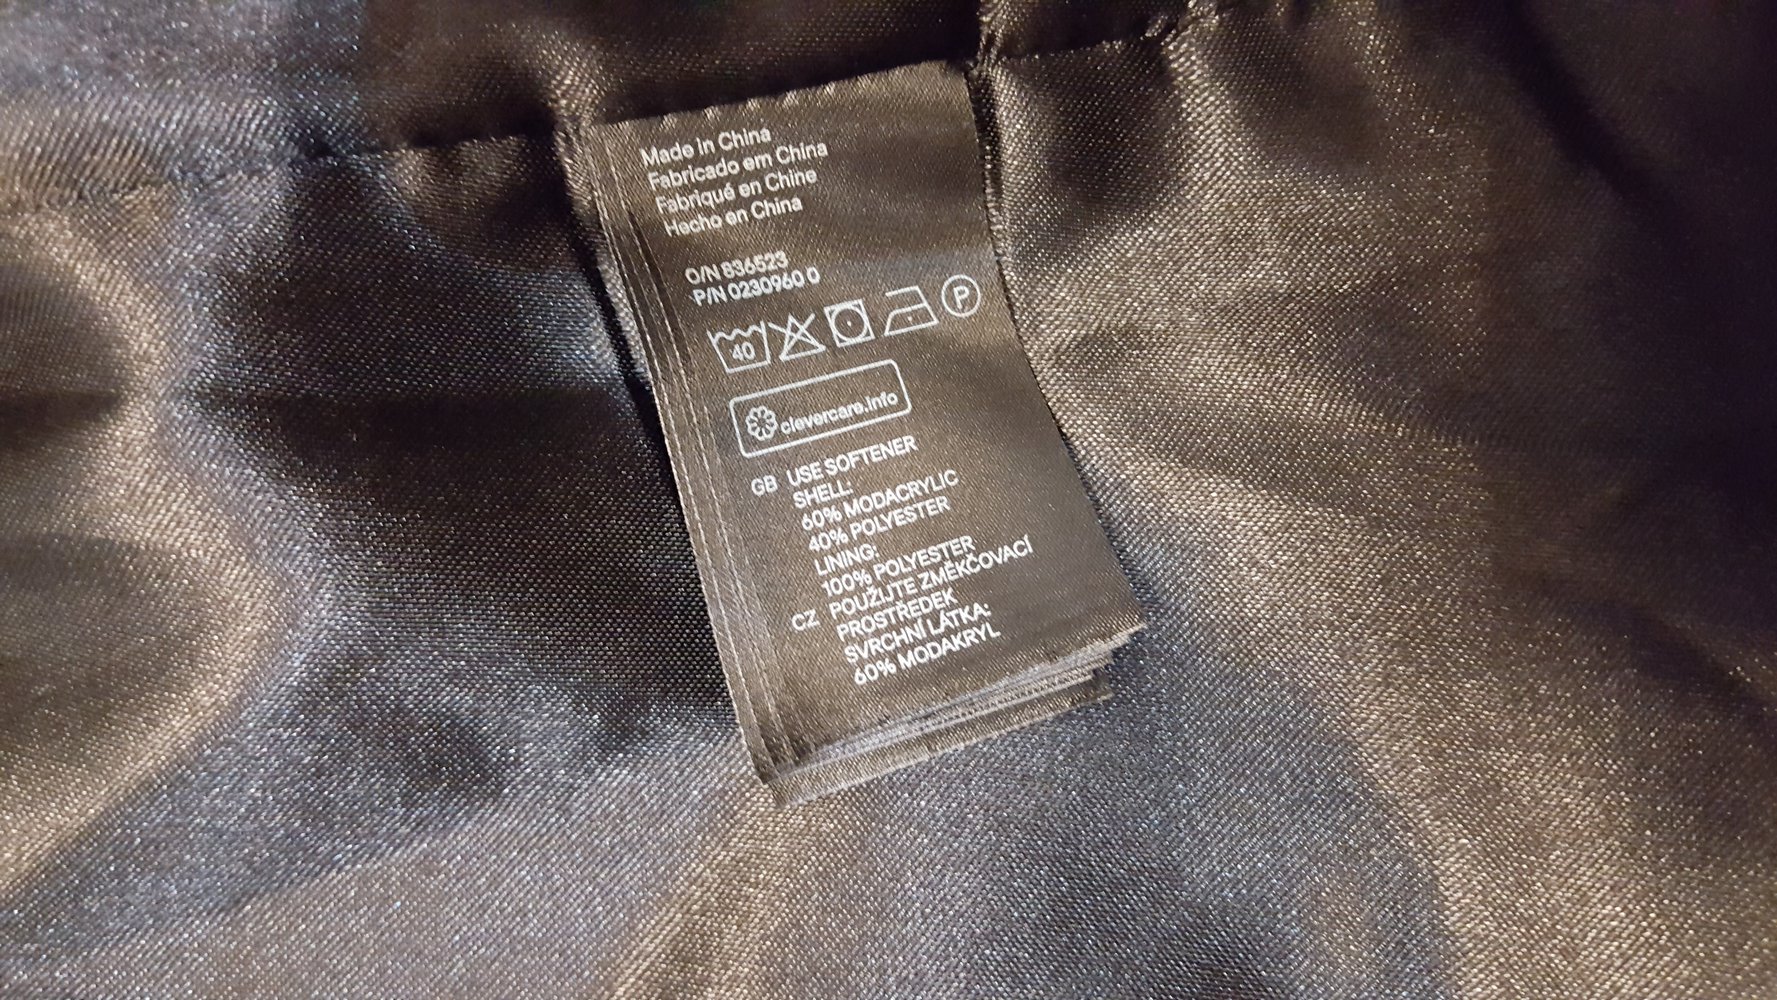 Made in China
Fabricado em China
Fabriqué en Chine
Hecho en China
O/N 836523
P/N 0230960 0
40 P
clevercare.info
GB USE SOFTENER
SHELL:
60% MODACRYLIC
40% POLYESTER
LINING:
100% POLYESTER
CZ POUŽIJTE ZMĚKČOVACÍ
PROSTŘEDEK
SVRCHNÍ LÁTKA:
60% MODAKRYL